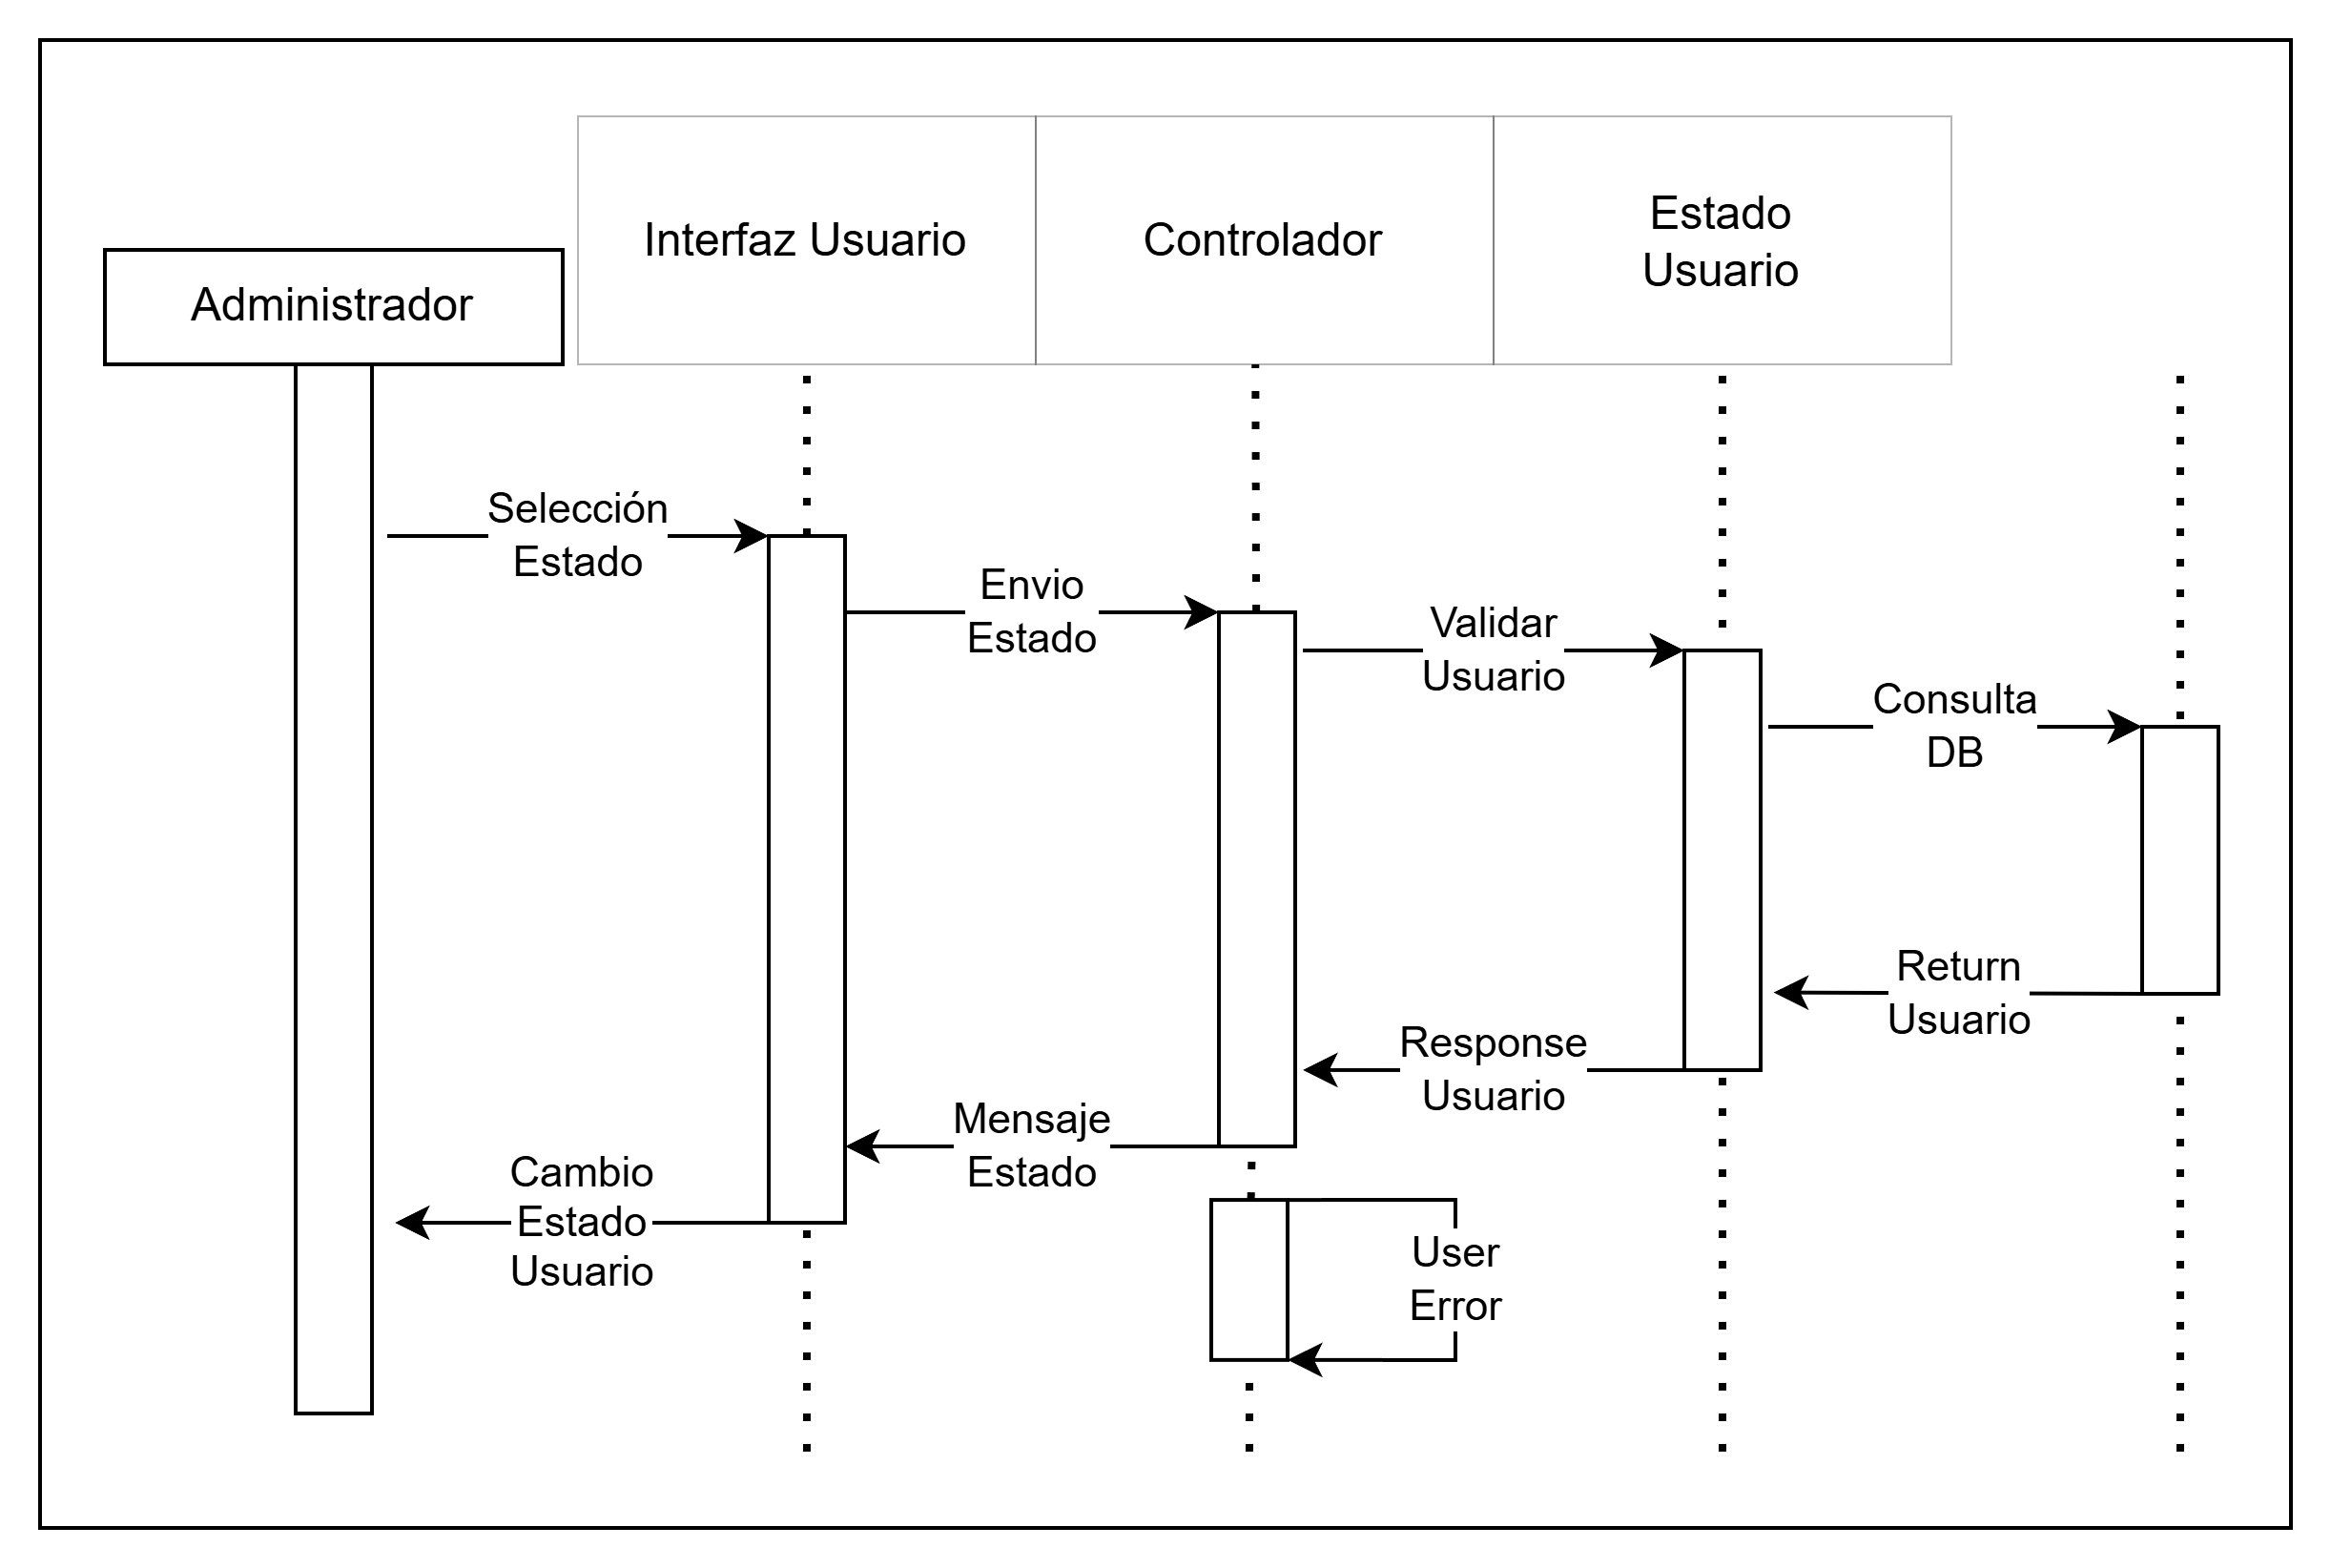 Administrador
Interfaz Usuario
Controlador
Estado
Usuario
Selección
Estado
Envio
Estado
Validar
Usuario
Consulta
DB
Return
Usuario
Response
Usuario
Mensaje
Estado
Cambio
Estado
Usuario
User
Error